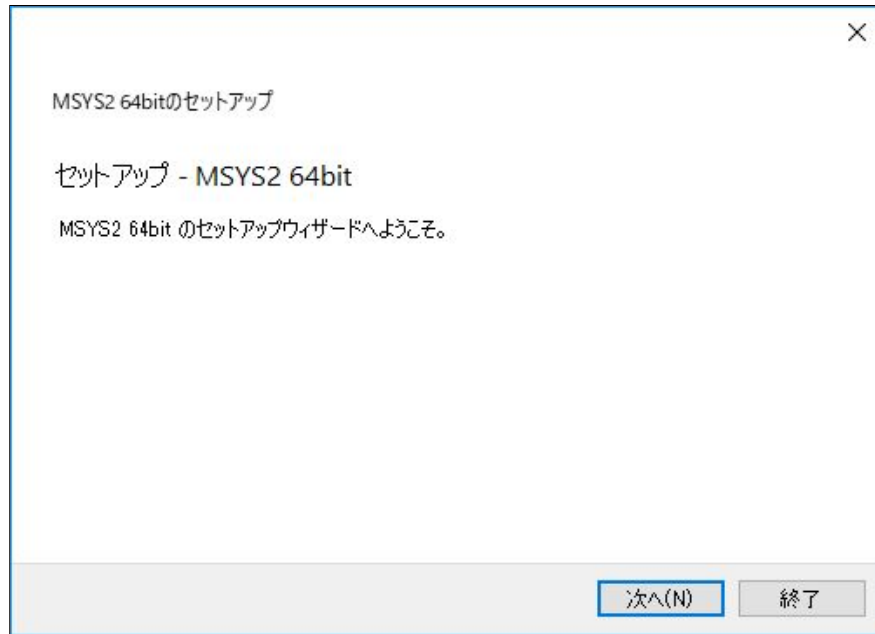 MSYS2 64bitのセットアップ
セットアップ - MSYS2 64bit
MSYS2 64bit のセットアップウィザードへようこそ。
次へ(N)
終了